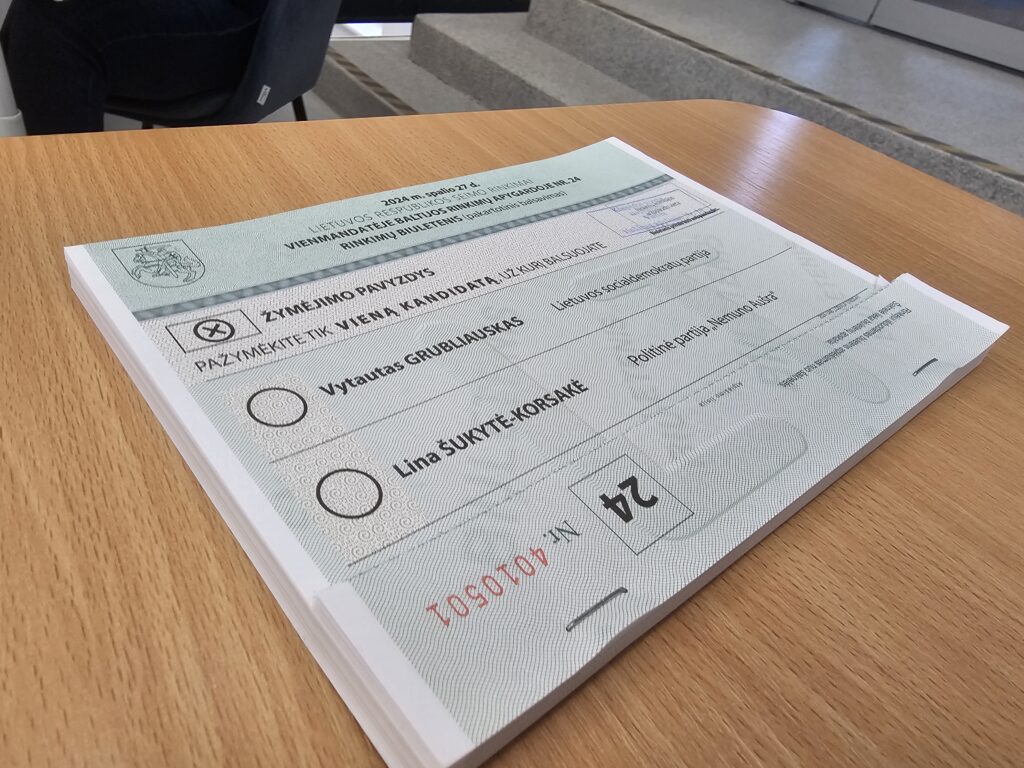 2024 m. spalio 27 d.
LIETUVOS RESPUBLIKOS SEIMO RINKIMAI
VIENMANDATĖJE BALTIJOS RINKIMŲ APYGARDOJE NR. 24
RINKIMŲ BIULETENIS (pakartotinis balsavimas)
ŽYMĖJIMO PAVYZDYS
PAŽYMĖKITE TIK VIENĄ KANDIDATĄ, UŽ KURĮ BALSUOJATE
Vytautas GRUBLIAUSKAS Lietuvos socialdemokratų partija
Lina ŠUKYTĖ-KORSAKĖ Politinė partija „Nemuno Aušra“
24
Nr. 4010501